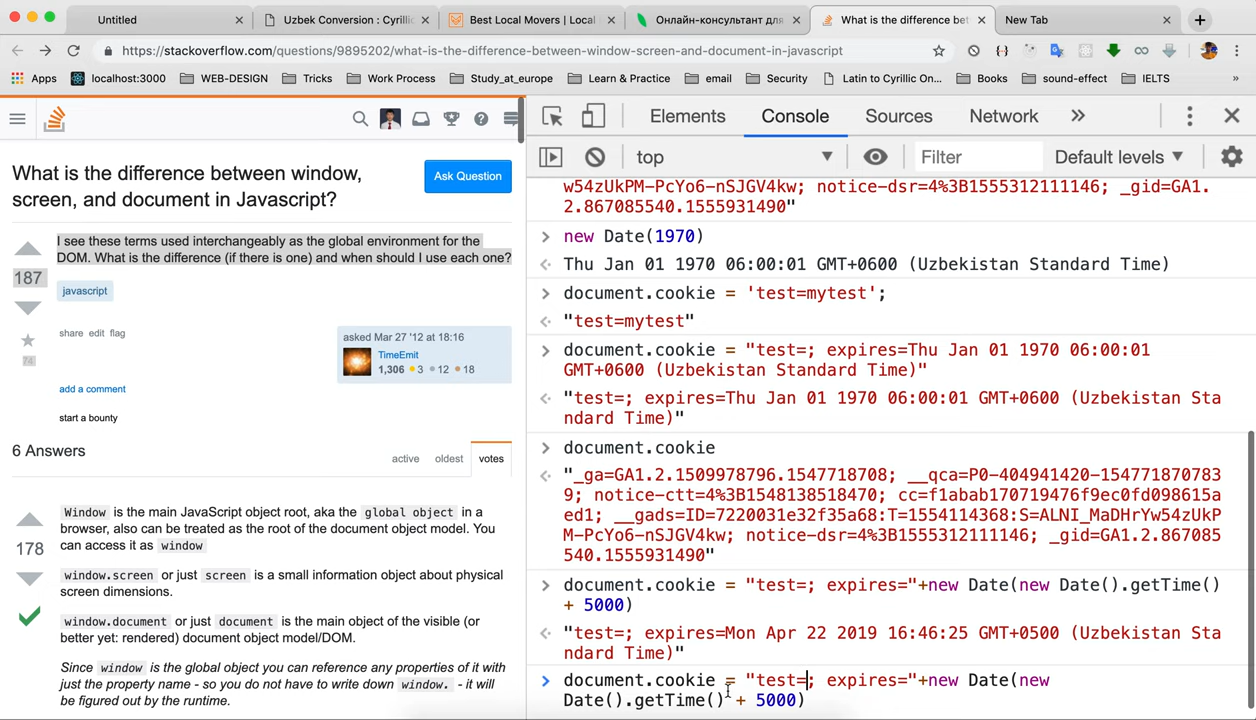 Untitled
Uzbek Conversion : Cyrillic
Best Local Movers | Local
Онлайн-консультант для
What is the difference bet
New Tab
https://stackoverflow.com/questions/9895202/what-is-the-difference-between-window-screen-and-document-in-javascript
Apps localhost:3000 WEB-DESIGN Tricks Work Process Study_at_europe Learn & Practice email Security Latin to Cyrillic On... Books sound-effect IELTS »
What is the difference between window,
screen, and document in Javascript?
Ask Question
I see these terms used interchangeably as the global environment for the
DOM. What is the difference (if there is one) and when should I use each one?
187
javascript
share edit flag
74
asked Mar 27 '12 at 18:16
TimeEmit
1,306 3 12 18
add a comment
start a bounty
6 Answers
active oldest votes
Window is the main JavaScript object root, aka the global object in a
browser, also can be treated as the root of the document object model. You
can access it as window
178
window.screen or just screen is a small information object about physical
screen dimensions.
window.document or just document is the main object of the visible (or
better yet: rendered) document object model/DOM.
Since window is the global object you can reference any properties of it with
just the property name - so you do not have to write down window. - it will
be figured out by the runtime.
Elements Console Sources Network »
top Filter Default levels ▼
w54zUkPM-PcYo6-nSJGV4kw; notice-dsr=4%3B1555312111146; _gid=GA1.
2.867085540.1555931490"
> new Date(1970)
Thu Jan 01 1970 06:00:01 GMT+0600 (Uzbekistan Standard Time)
> document.cookie = 'test=mytest';
"test=mytest"
> document.cookie = "test=; expires=Thu Jan 01 1970 06:00:01
GMT+0600 (Uzbekistan Standard Time)"
"test=; expires=Thu Jan 01 1970 06:00:01 GMT+0600 (Uzbekistan Sta
ndard Time)"
> document.cookie
"_ga=GA1.2.1509978796.1547718708; __qca=P0-404941420-154771870783
9; notice-ctt=4%3B1548138518470; cc=f1abab170719476f9ec0fd098615a
aed1; __gads=ID=7220031e32f35a68:T=1554114368:S=ALNI_MaDHrYw54zUkP
M-PcYo6-nSJGV4kw; notice-dsr=4%3B1555312111146; _gid=GA1.2.867085
540.1555931490"
> document.cookie = "test=; expires="+new Date(new Date().getTime()
+ 5000)
"test=; expires=Mon Apr 22 2019 16:46:25 GMT+0500 (Uzbekistan Sta
ndard Time)"
> document.cookie = "test=; expires="+new Date(new
Date().getTime() + 5000)